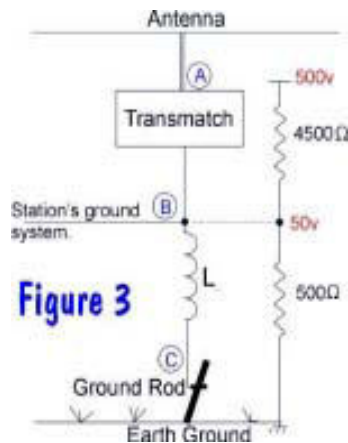 Antenna
A
500v
Transmatch
4500Ω
Station's ground
system.
B
50v
L
500Ω
Figure 3
C
Ground Rod
Earth Ground